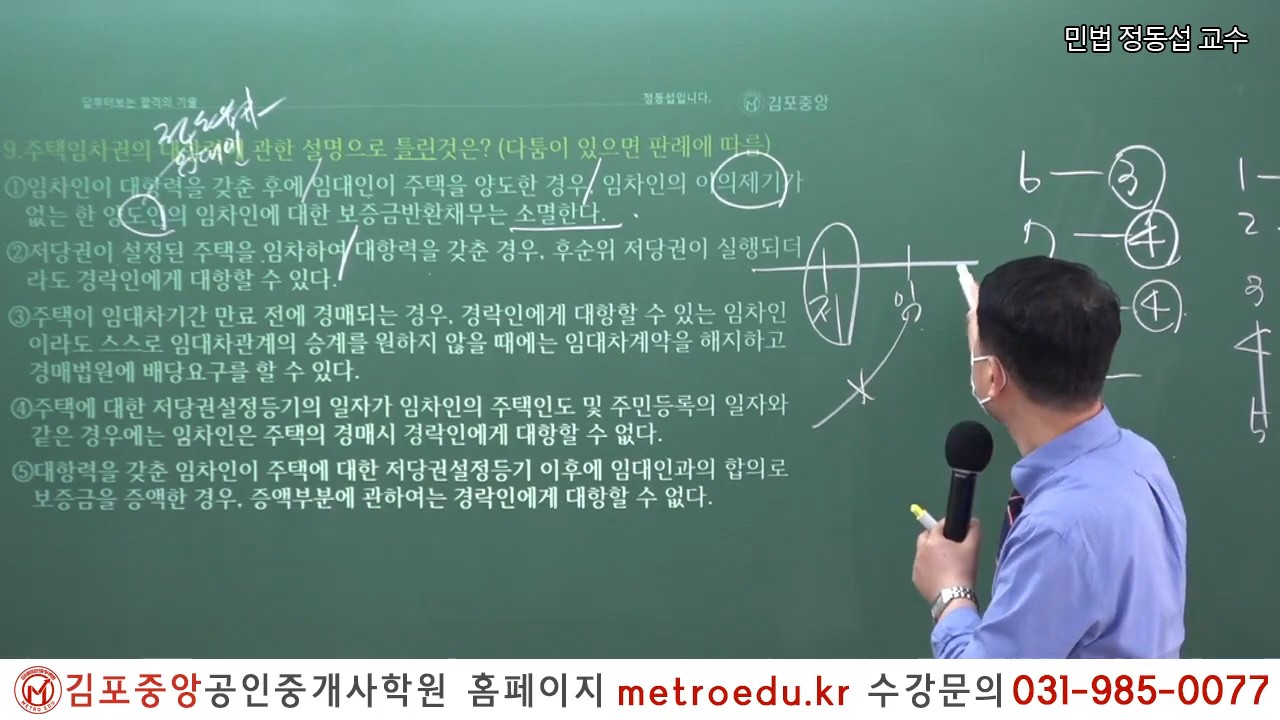 민법 정동섭 교수
달부터보는 합격의 기술
정동섭입니다.
김포중앙
임대인
9.주택임차권의 대항력에 관한 설명으로 틀린것은? (다툼이 있으면 판례에 따름)
①임차인이 대항력을 갖춘 후에 임대인이 주택을 양도한 경우, 임차인의 이의제기가
없는 한 양도인의 임차인에 대한 보증금반환채무는 소멸한다.
②저당권이 설정된 주택을 임차하여 대항력을 갖춘 경우, 후순위 저당권이 실행되더
라도 경락인에게 대항할 수 있다.
③주택이 임대차기간 만료 전에 경매되는 경우, 경락인에게 대항할 수 있는 임차인
이라도 스스로 임대차관계의 승계를 원하지 않을 때에는 임대차계약을 해지하고
경매법원에 배당요구를 할 수 있다.
④주택에 대한 저당권설정등기의 일자가 임차인의 주택인도 및 주민등록의 일자와
같은 경우에는 임차인은 주택의 경매시 경락인에게 대항할 수 없다.
⑤대항력을 갖춘 임차인이 주택에 대한 저당권설정등기 이후에 임대인과의 합의로
보증금을 증액한 경우, 증액부분에 관하여는 경락인에게 대항할 수 없다.
저 임
6 — ③
7 — ④
— ④
1 —
2 —
3
4
5
김포중앙공인중개사학원 홈페이지 metroedu.kr 수강문의 031-985-0077
METRO EDU